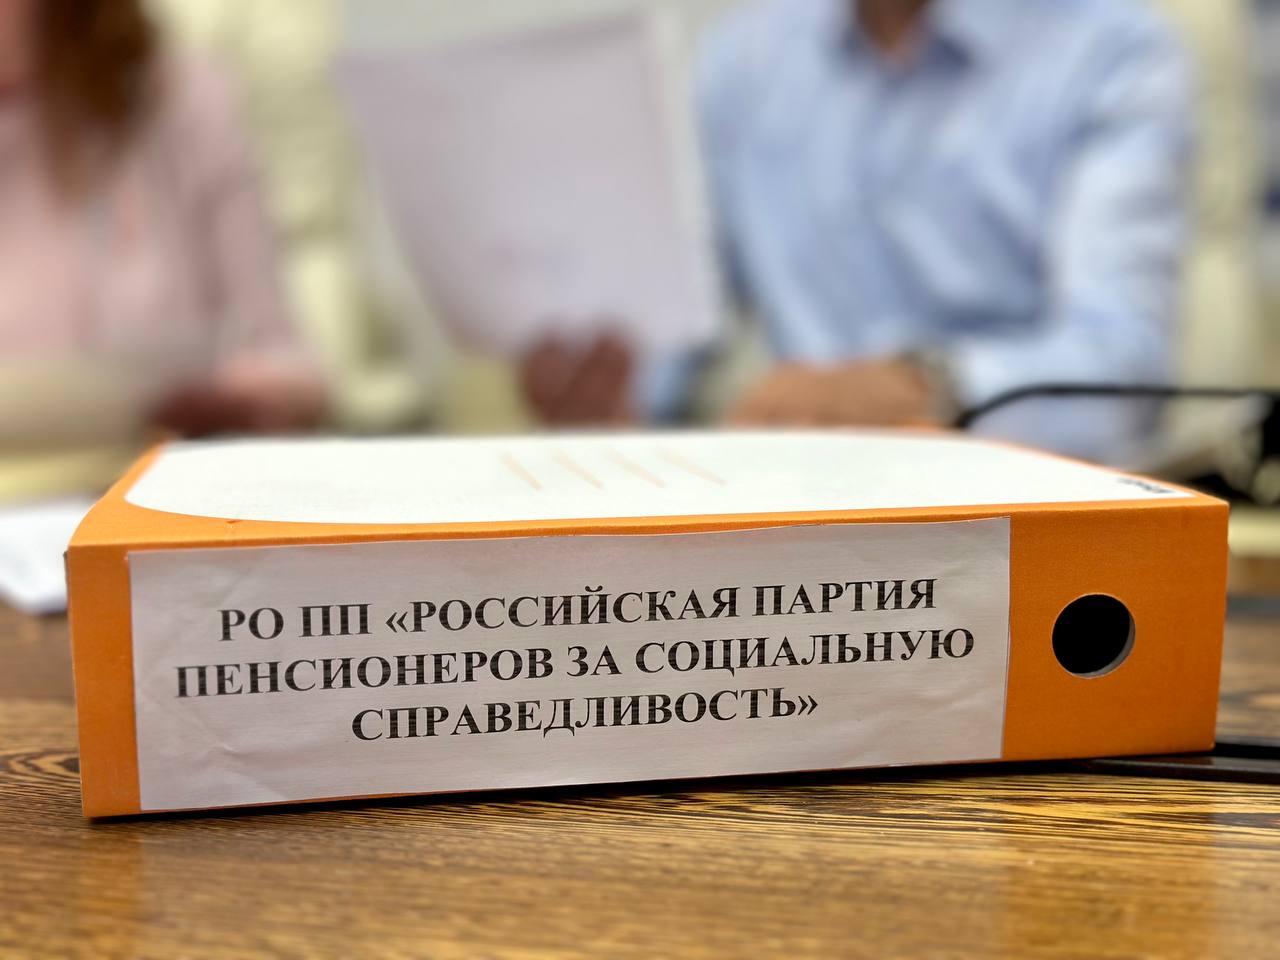 РО ПП «РОССИЙСКАЯ ПАРТИЯ
ПЕНСИОНЕРОВ ЗА СОЦИАЛЬНУЮ
СПРАВЕДЛИВОСТЬ»